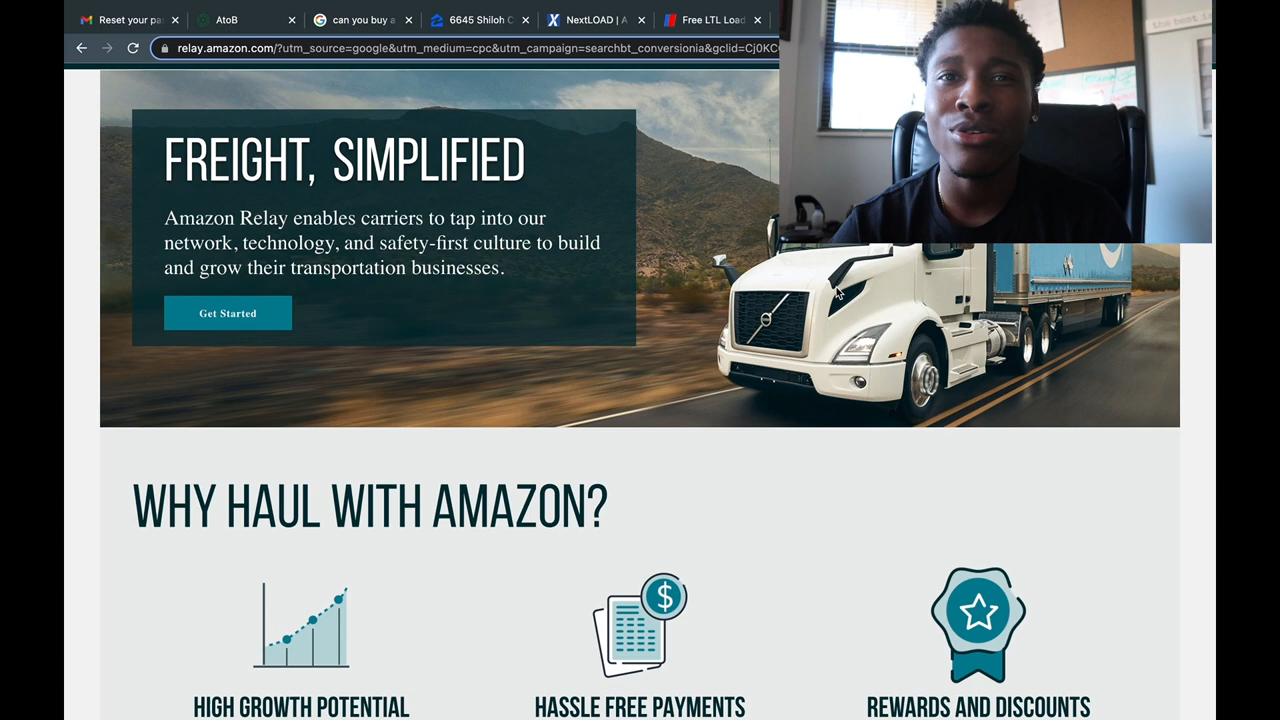 Reset your pa
AtoB
can you buy a
6645 Shiloh C
NextLOAD | A
Free LTL Load
relay.amazon.com/?utm_source=google&utm_medium=cpc&utm_campaign=searchbt_conversionia&gclid=Cj0KC
the best i
FREIGHT, SIMPLIFIED
Amazon Relay enables carriers to tap into our
network, technology, and safety-first culture to build
and grow their transportation businesses.
Get Started
WHY HAUL WITH AMAZON?
$
HIGH GROWTH POTENTIAL
HASSLE FREE PAYMENTS
REWARDS AND DISCOUNTS